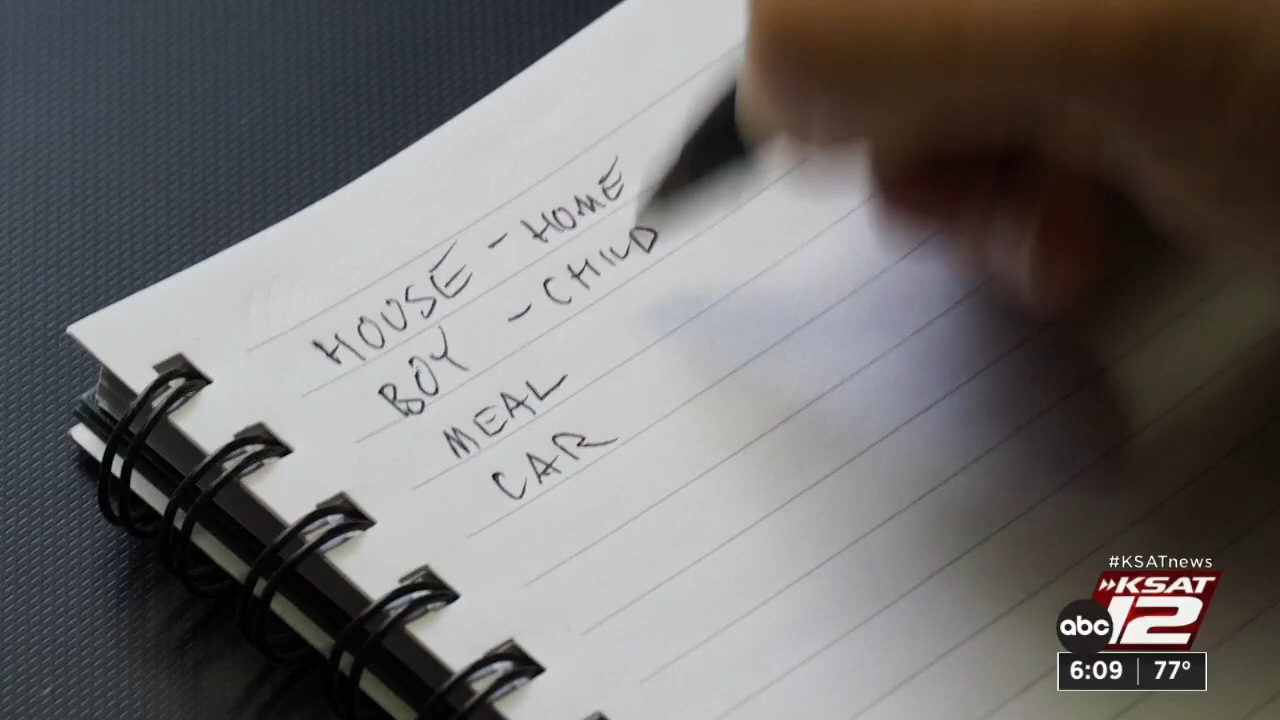 HOUSE - HOME
BOY - CHILD
MEAL
CAR
#KSATnews
KSAT
abc 12
6:09 | 77°